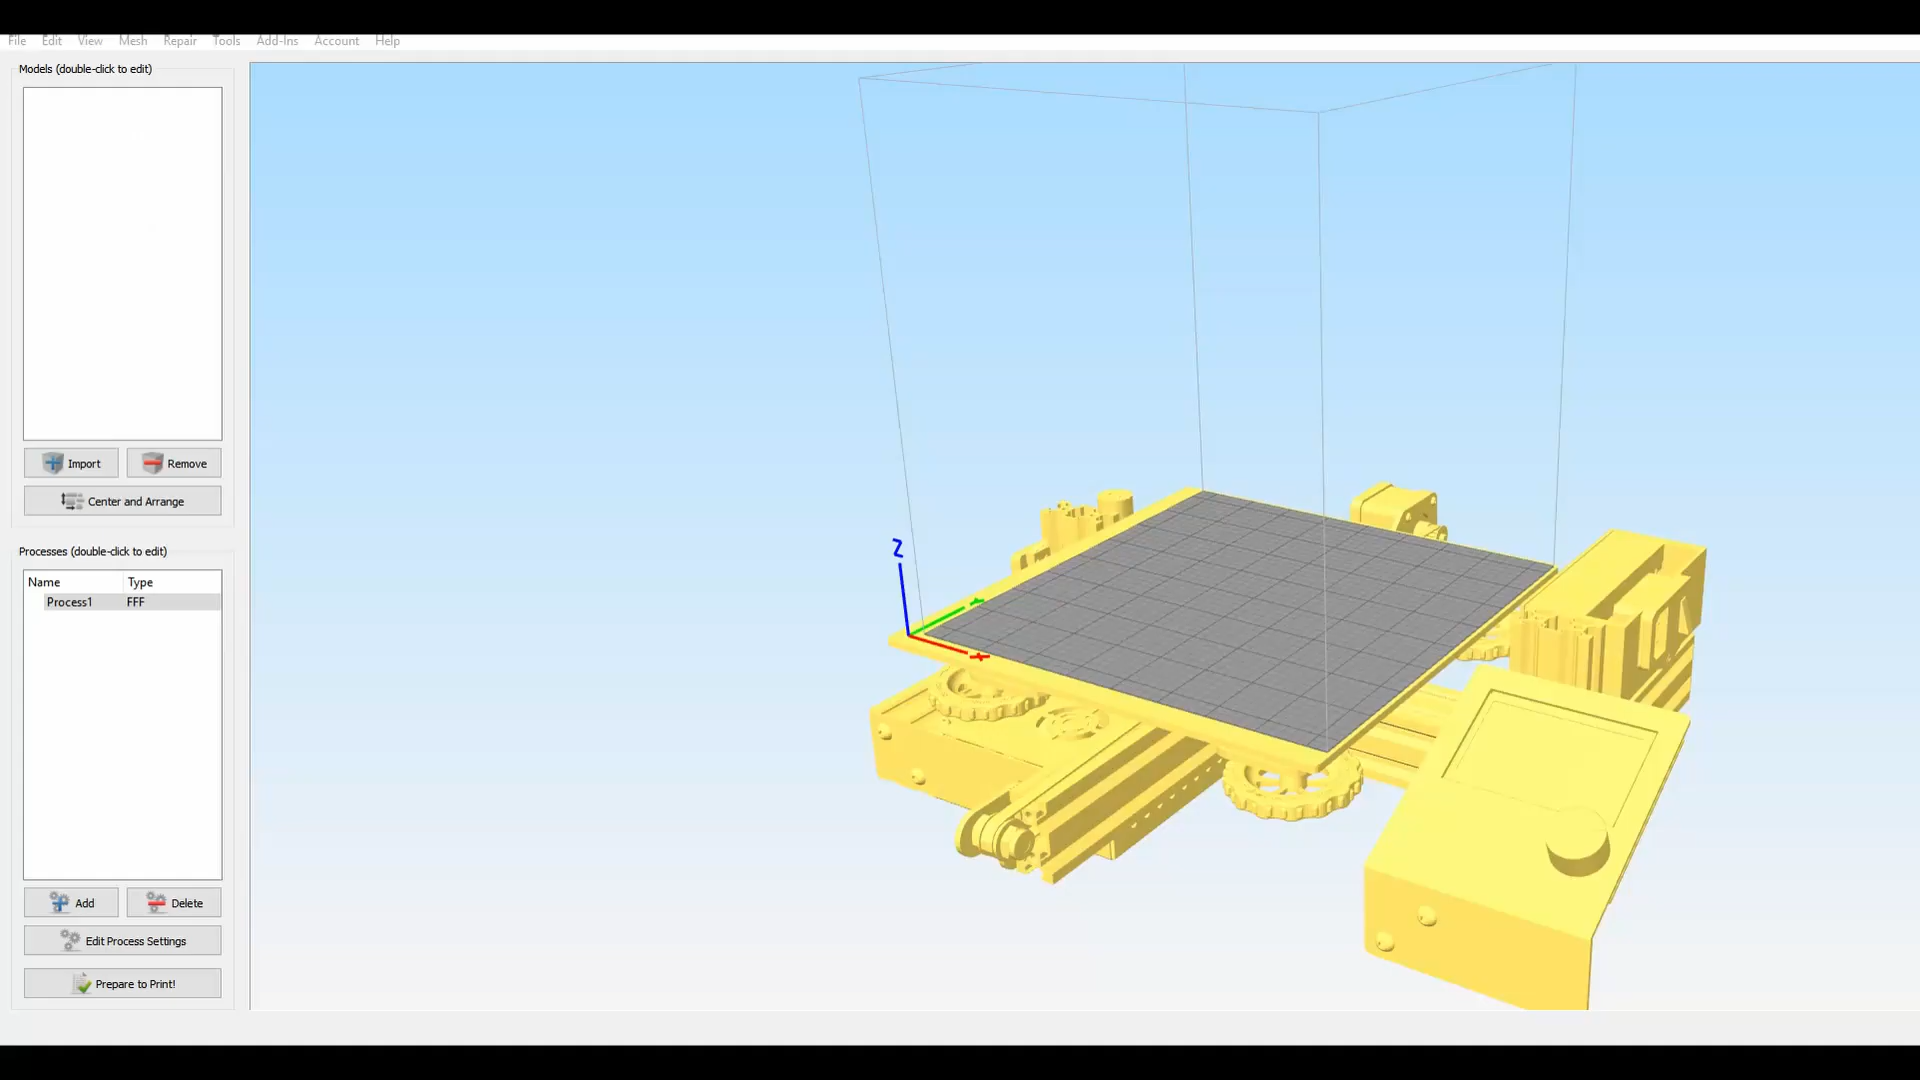 File Edit View Mesh Repair Tools Add-Ins Account Help
Models (double-click to edit)
Import Remove
Center and Arrange
Processes (double-click to edit)
Name Type
Process1 FFF
Add Delete
Edit Process Settings
Prepare to Print!
Z